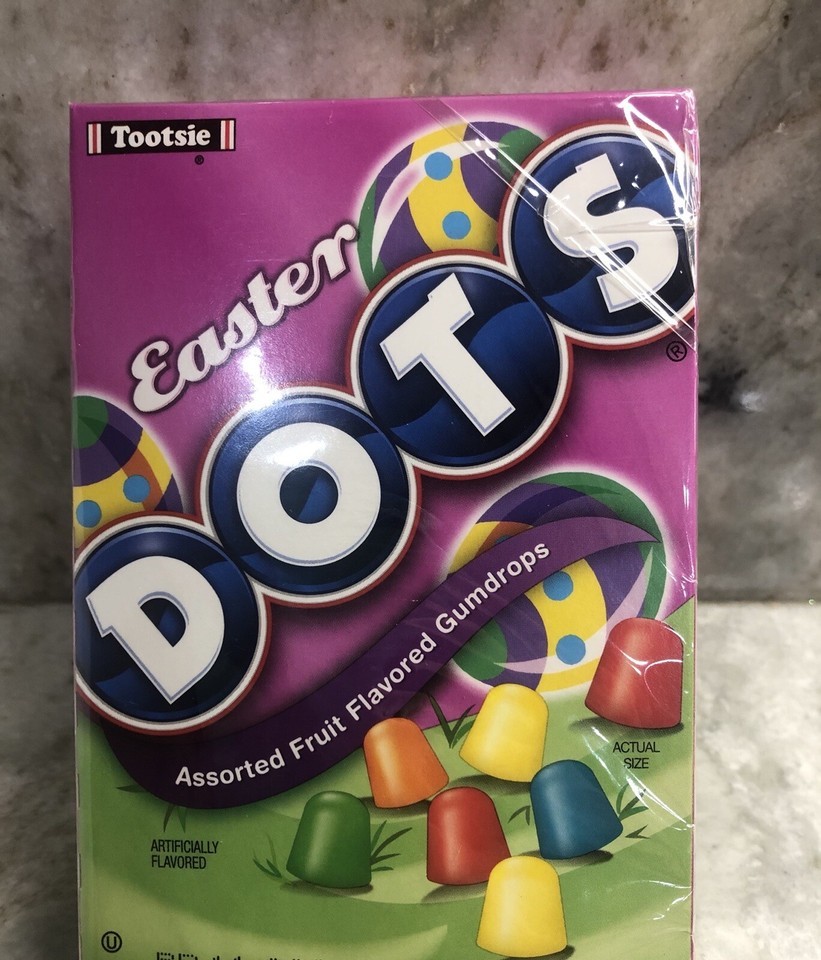 Tootsie
®
Easter
DOTS
®
Assorted Fruit Flavored Gumdrops
ACTUAL
SIZE
ARTIFICIALLY
FLAVORED
U